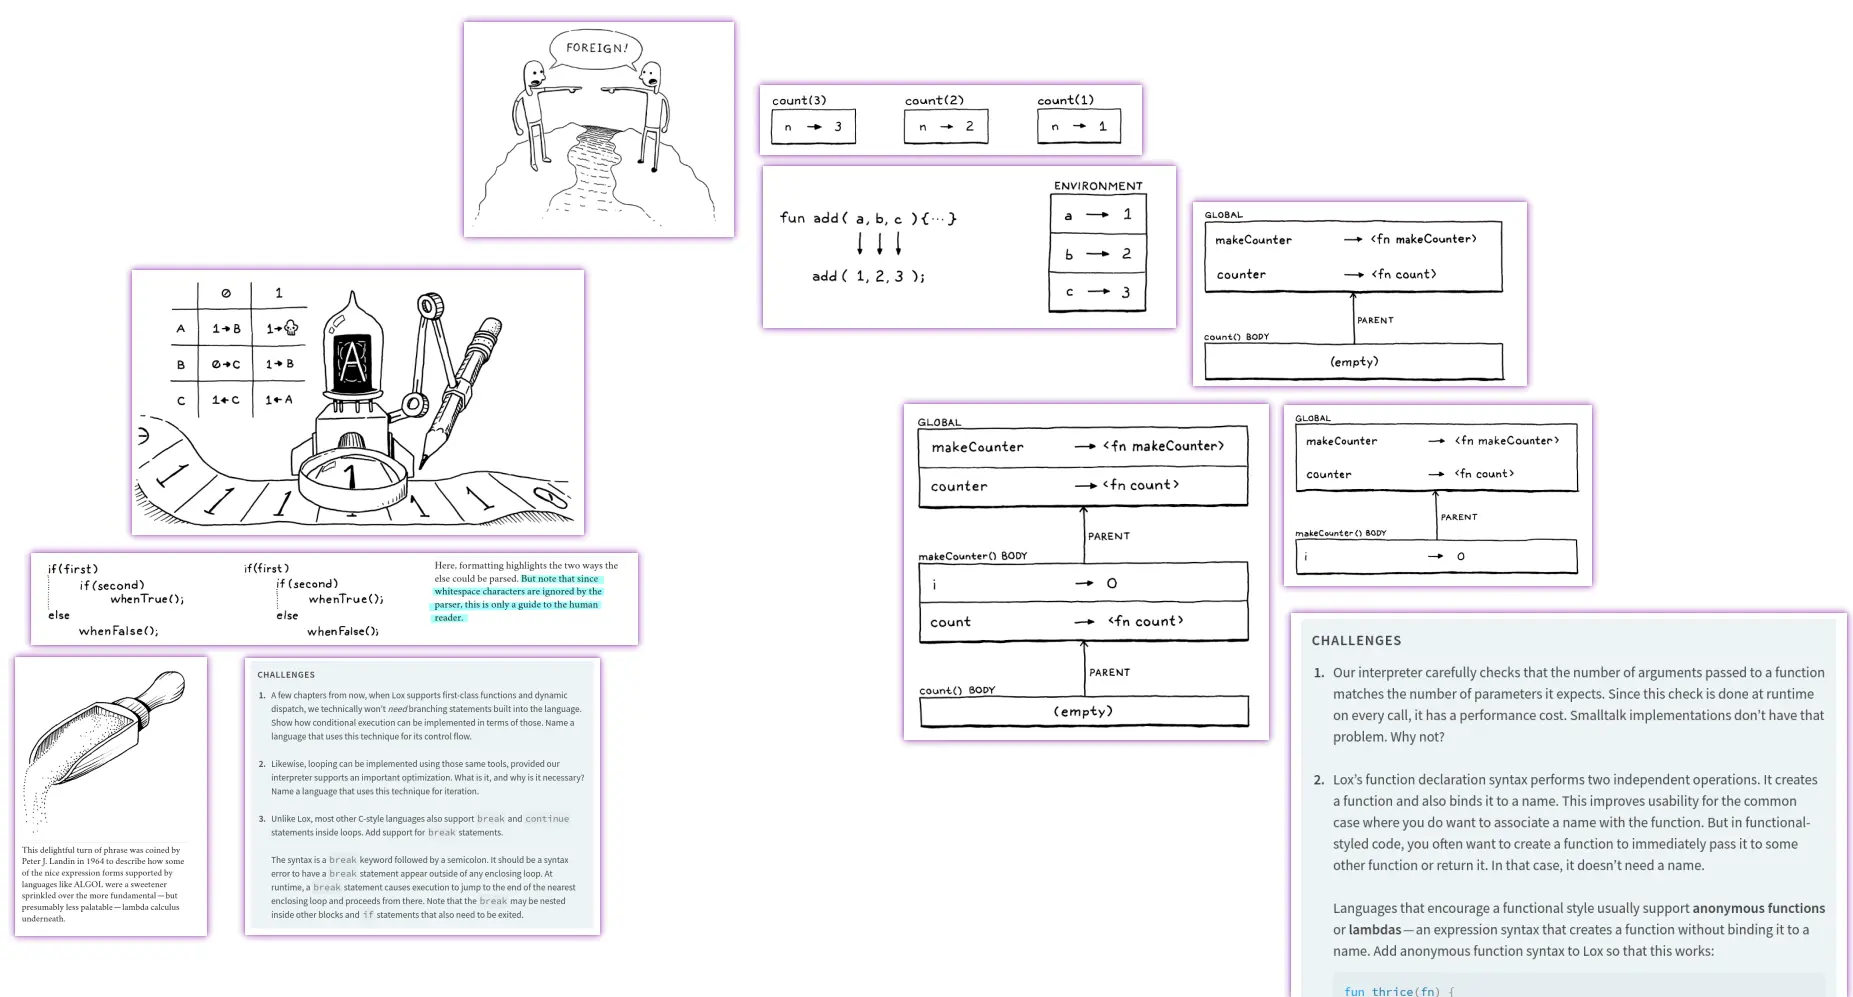 FOREIGN!
count(3)
n → 3
count(2)
n → 2
count(1)
n → 1
fun add( a, b, c ){···}
add( 1, 2, 3 );
ENVIRONMENT
a → 1
b → 2
c → 3
GLOBAL
makeCounter → <fn makeCounter>
counter → <fn count>
PARENT
count() BODY
(empty)
0 1
A 1→B 1→
B 0→C 1→B
C 1←C 1←A
A
0 1 1 1 1 1 1 0
GLOBAL
makeCounter → <fn makeCounter>
counter → <fn count>
PARENT
makeCounter() BODY
i → 0
count → <fn count>
PARENT
count() BODY
(empty)
GLOBAL
makeCounter → <fn makeCounter>
counter → <fn count>
PARENT
makeCounter() BODY
i → 0
if(first)
if(second)
whenTrue();
else
whenFalse();
if(first)
if(second)
whenTrue();
else
whenFalse();
Here, formatting highlights the two ways the
else could be parsed. But note that since
whitespace characters are ignored by the
parser, this is only a guide to the human
reader.
This delightful turn of phrase was coined by
Peter J. Landin in 1964 to describe how some
of the nice expression forms supported by
languages like ALGOL were a sweetener
sprinkled over the more fundamental—but
presumably less palatable—lambda calculus
underneath.
CHALLENGES
1. A few chapters from now, when Lox supports first-class functions and dynamic
dispatch, we technically won't need branching statements built into the language.
Show how conditional execution can be implemented in terms of those. Name a
language that uses this technique for its control flow.
2. Likewise, looping can be implemented using those same tools, provided our
interpreter supports an important optimization. What is it, and why is it necessary?
Name a language that uses this technique for iteration.
3. Unlike Lox, most other C-style languages also support break and continue
statements inside loops. Add support for break statements.
The syntax is a break keyword followed by a semicolon. It should be a syntax
error to have a break statement appear outside of any enclosing loop. At
runtime, a break statement causes execution to jump to the end of the nearest
enclosing loop and proceeds from there. Note that the break may be nested
inside other blocks and if statements that also need to be exited.
CHALLENGES
1. Our interpreter carefully checks that the number of arguments passed to a function
matches the number of parameters it expects. Since this check is done at runtime
on every call, it has a performance cost. Smalltalk implementations don't have that
problem. Why not?
2. Lox's function declaration syntax performs two independent operations. It creates
a function and also binds it to a name. This improves usability for the common
case where you do want to associate a name with the function. But in functional-
styled code, you often want to create a function to immediately pass it to some
other function or return it. In that case, it doesn't need a name.
Languages that encourage a functional style usually support anonymous functions
or lambdas—an expression syntax that creates a function without binding it to a
name. Add anonymous function syntax to Lox so that this works:
fun thrice(fn) {